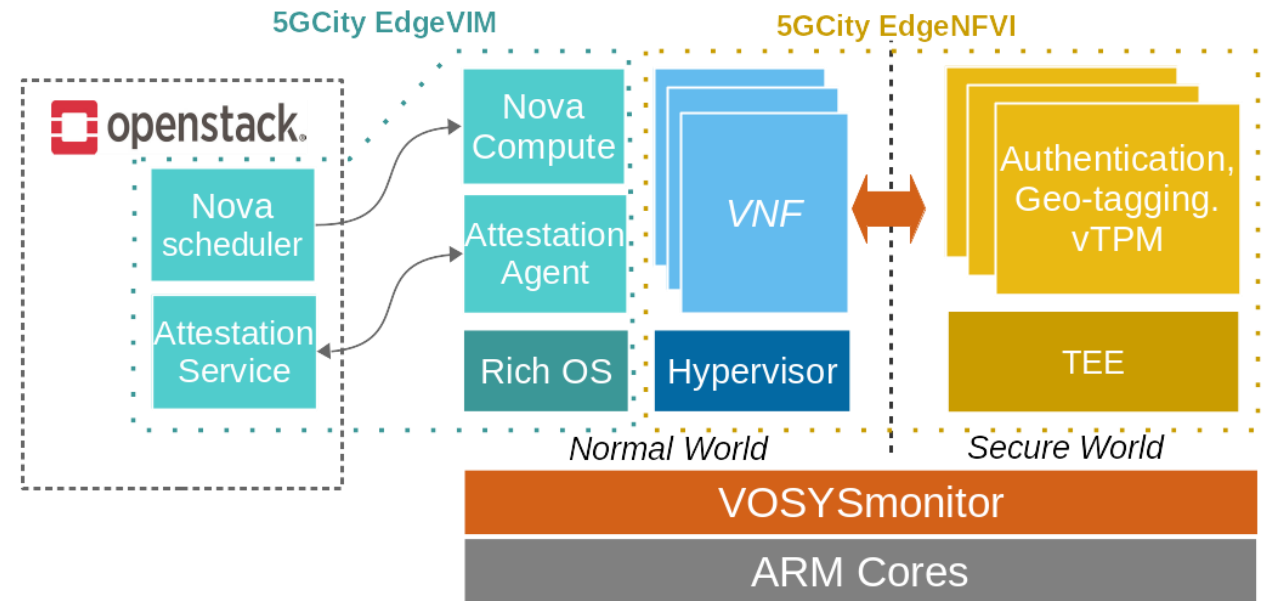 5GCity EdgeVIM
5GCity EdgeNFVI
openstack.
Nova
scheduler
Attestation
Service
Nova
Compute
Attestation
Agent
Rich OS
VNF
Hypervisor
Authentication,
Geo-tagging.
vTPM
TEE
Normal World
Secure World
VOSYSmonitor
ARM Cores